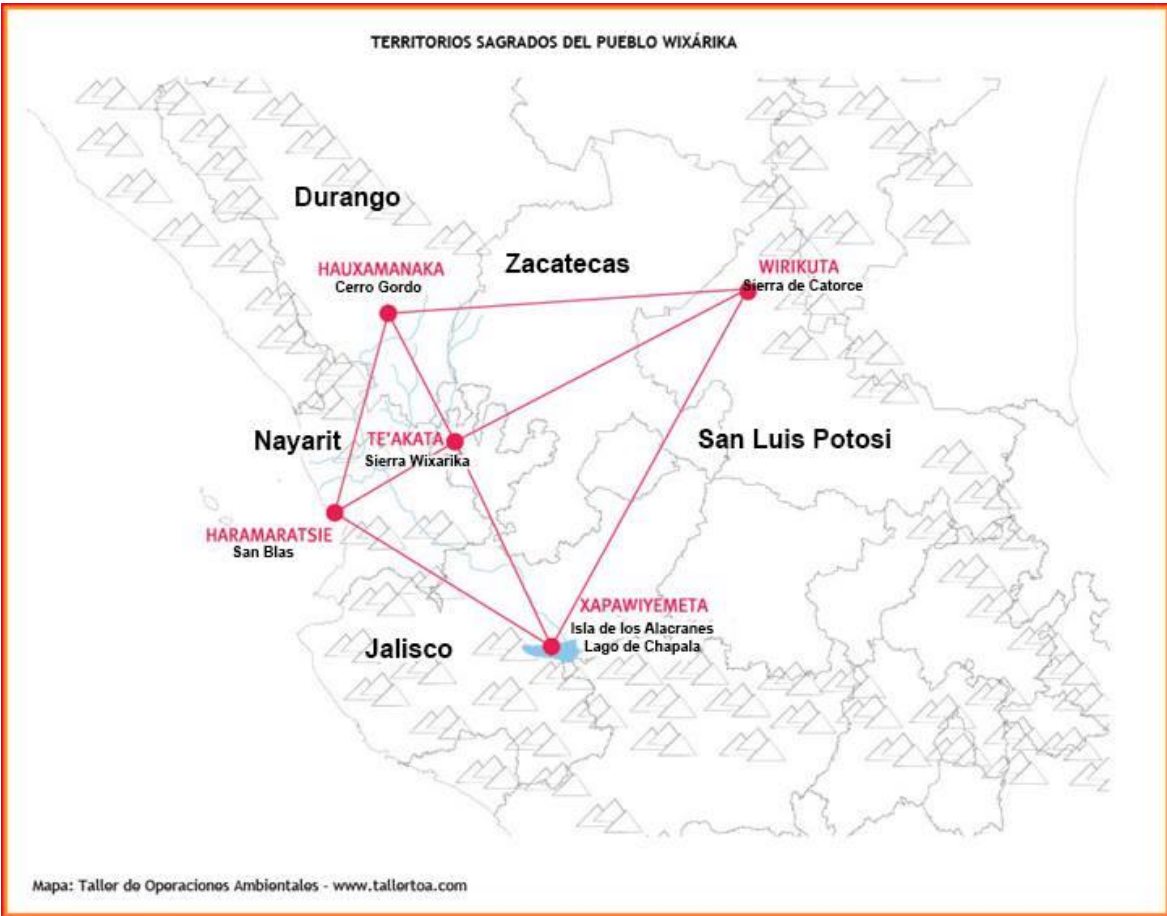 TERRITORIOS SAGRADOS DEL PUEBLO WIXÁRIKA
Durango
Zacatecas
HAUXAMANAKA
Cerro Gordo
WIRIKUTA
Sierra de Catorce
Nayarit
TE'AKATA
Sierra Wixarika
San Luis Potosi
HARAMARATSIE
San Blas
XAPAWIYEMETA
Isla de los Alacranes
Lago de Chapala
Jalisco
Mapa: Taller de Operaciones Ambientales - www.tallertoa.com